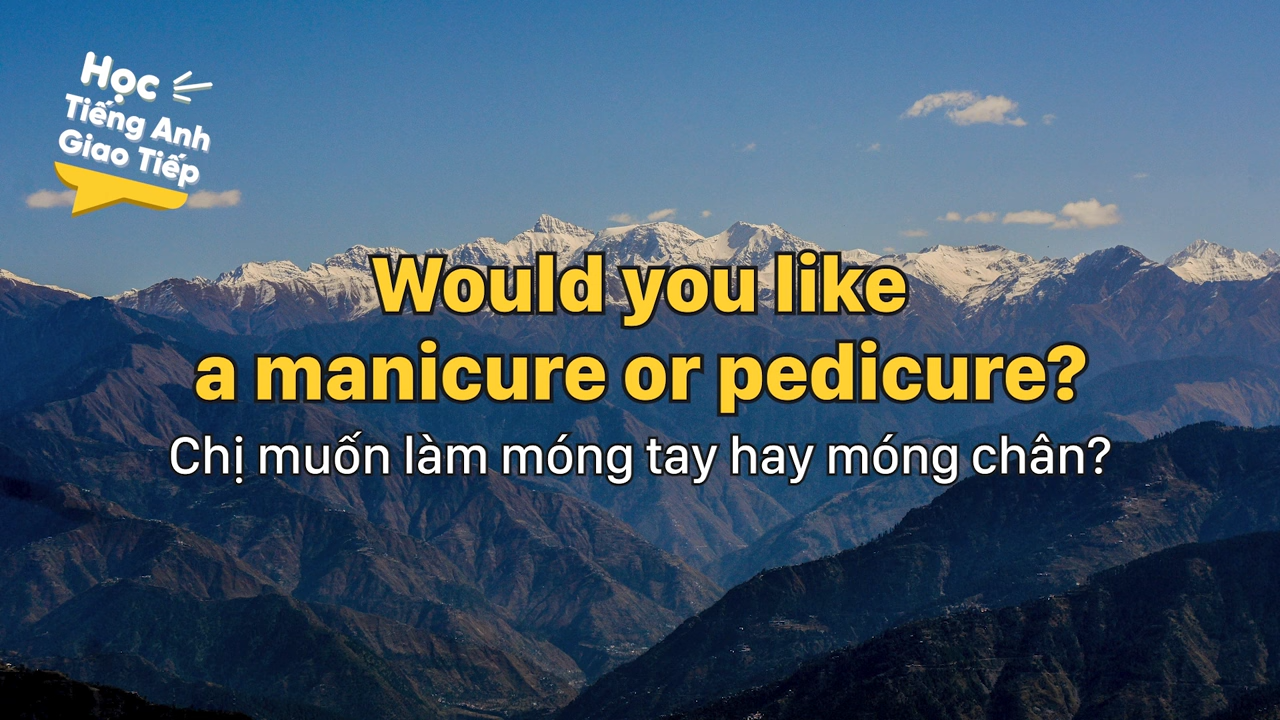 Học
Tiếng Anh
Giao Tiếp
Would you like
a manicure or pedicure?
Chị muốn làm móng tay hay móng chân?